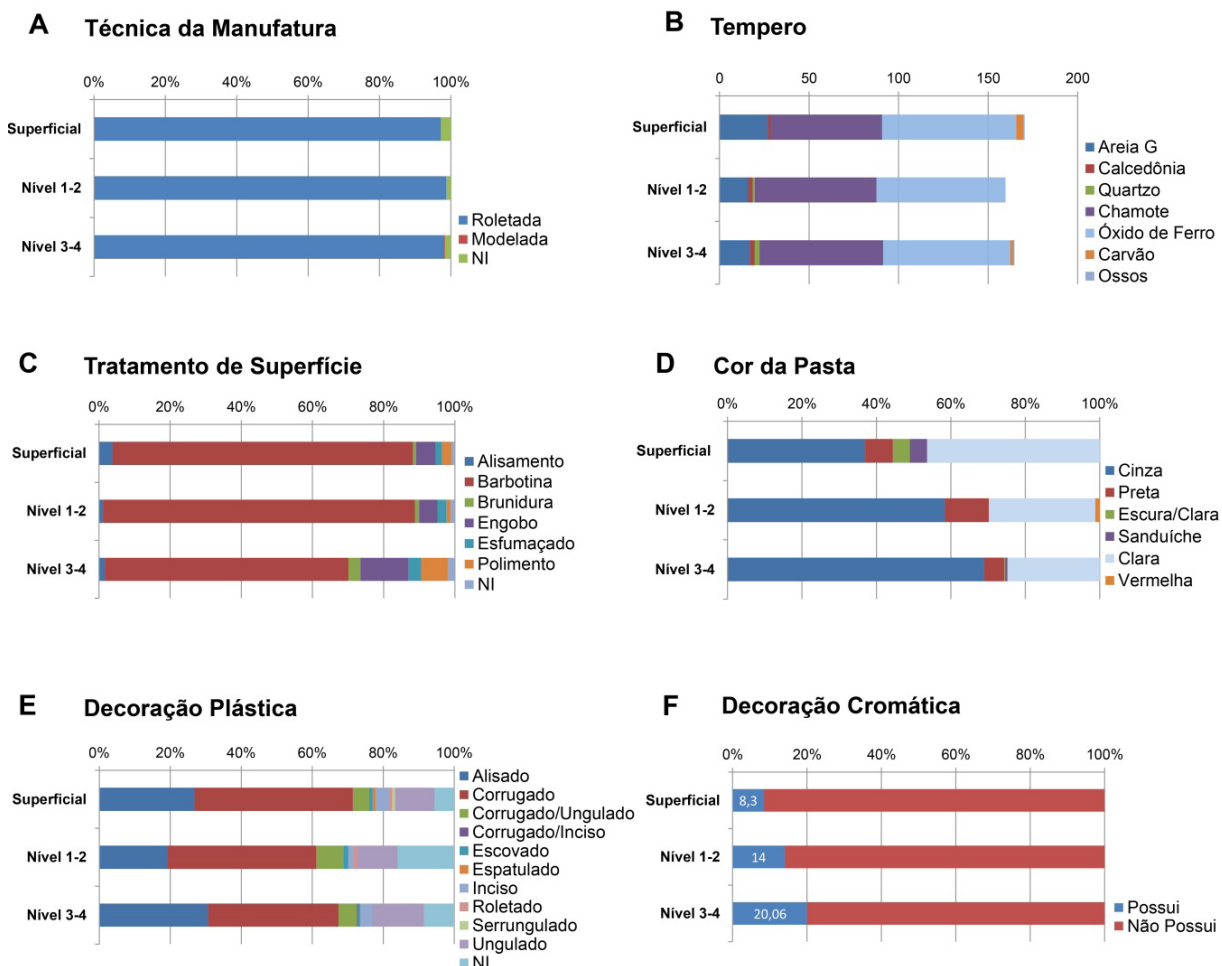 A Técnica da Manufatura
0% 20% 40% 60% 80% 100%
Superficial
Nível 1-2
Nível 3-4
Roletada
Modelada
NI
B Tempero
0 50 100 150 200
Superficial
Nível 1-2
Nível 3-4
Areia G
Calcedônia
Quartzo
Chamote
Óxido de Ferro
Carvão
Ossos
C Tratamento de Superfície
0% 20% 40% 60% 80% 100%
Superficial
Nível 1-2
Nível 3-4
Alisamento
Barbotina
Brunidura
Engobo
Esfumaçado
Polimento
NI
D Cor da Pasta
0% 20% 40% 60% 80% 100%
Superficial
Nível 1-2
Nível 3-4
Cinza
Preta
Escura/Clara
Sanduíche
Clara
Vermelha
E Decoração Plástica
0% 20% 40% 60% 80% 100%
Superficial
Nível 1-2
Nível 3-4
Alisado
Corrugado
Corrugado/Ungulado
Corrugado/Inciso
Escovado
Espatulado
Inciso
Roletado
Serrungulado
Ungulado
NI
F Decoração Cromática
0% 20% 40% 60% 80% 100%
Superficial 8,3
Nível 1-2 14
Nível 3-4 20,06
Possui
Não Possui